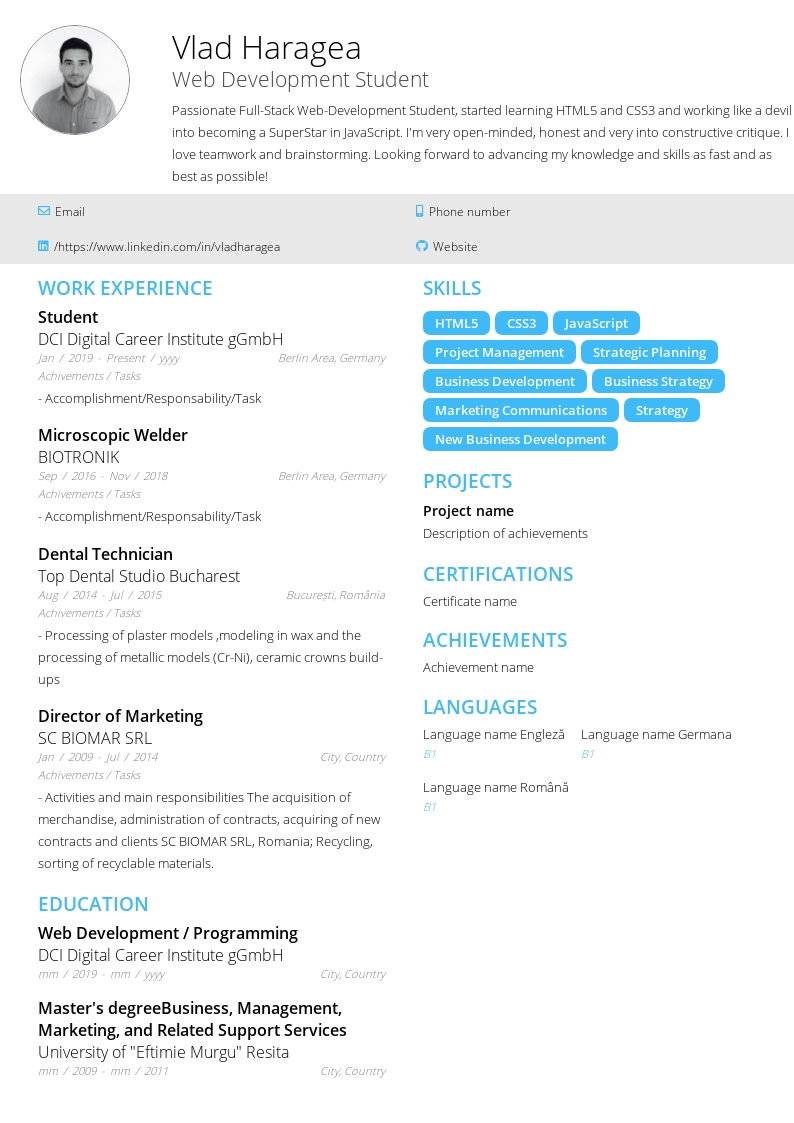 Vlad Haragea
Web Development Student
Passionate Full-Stack Web-Development Student, started learning HTML5 and CSS3 and working like a devil
into becoming a SuperStar in JavaScript. I'm very open-minded, honest and very into constructive critique. I
love teamwork and brainstorming. Looking forward to advancing my knowledge and skills as fast and as
best as possible!
Email
Phone number
/https://www.linkedin.com/in/vladharagea
Website
WORK EXPERIENCE
Student
DCI Digital Career Institute gGmbH
Jan / 2019 - Present / yyyy Berlin Area, Germany
Achivements / Tasks
- Accomplishment/Responsability/Task
Microscopic Welder
BIOTRONIK
Sep / 2016 - Nov / 2018 Berlin Area, Germany
Achivements / Tasks
- Accomplishment/Responsability/Task
Dental Technician
Top Dental Studio Bucharest
Aug / 2014 - Jul / 2015 București, România
Achivements / Tasks
- Processing of plaster models ,modeling in wax and the
processing of metallic models (Cr-Ni), ceramic crowns build-
ups
Director of Marketing
SC BIOMAR SRL
Jan / 2009 - Jul / 2014 City, Country
Achivements / Tasks
- Activities and main responsibilities The acquisition of
merchandise, administration of contracts, acquiring of new
contracts and clients SC BIOMAR SRL, Romania; Recycling,
sorting of recyclable materials.
EDUCATION
Web Development / Programming
DCI Digital Career Institute gGmbH
mm / 2019 - mm / yyyy City, Country
Master's degreeBusiness, Management,
Marketing, and Related Support Services
University of "Eftimie Murgu" Resita
mm / 2009 - mm / 2011 City, Country
SKILLS
HTML5 CSS3 JavaScript
Project Management Strategic Planning
Business Development Business Strategy
Marketing Communications Strategy
New Business Development
PROJECTS
Project name
Description of achievements
CERTIFICATIONS
Certificate name
ACHIEVEMENTS
Achievement name
LANGUAGES
Language name Engleză Language name Germana
B1 B1
Language name Română
B1